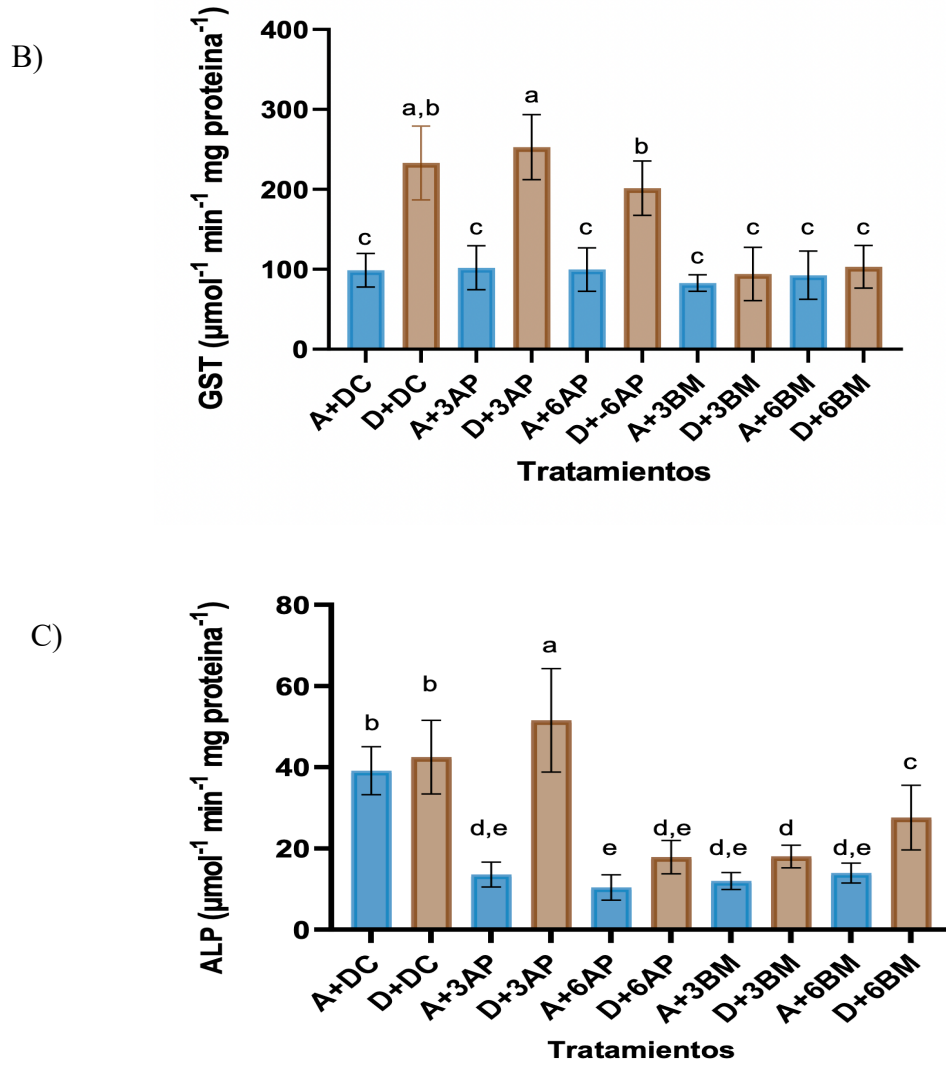 B)
GST (µmol⁻¹ min⁻¹ mg proteina⁻¹)
400
300
200
100
0
c
a,b
c
a
c
b
c
c
c
c
A+DC
D+DC
A+3AP
D+3AP
A+6AP
D+-6AP
A+3BM
D+3BM
A+6BM
D+6BM
Tratamientos
C)
ALP (µmol⁻¹ min⁻¹ mg proteina⁻¹)
80
60
40
20
0
b
b
d,e
a
e
d,e
d,e
d
d,e
c
A+DC
D+DC
A+3AP
D+3AP
A+6AP
D+6AP
A+3BM
D+3BM
A+6BM
D+6BM
Tratamientos